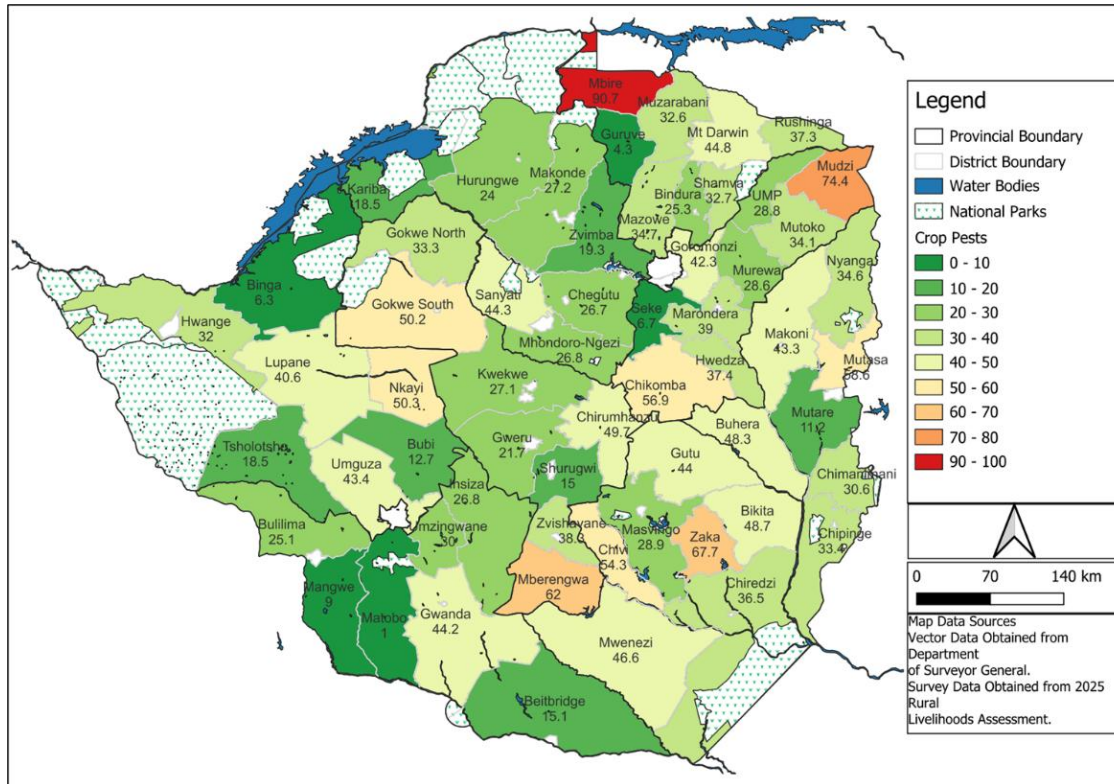 Mbire
90.7
Muzarabani
32.6
Rushinga
37.3
Mt Darwin
44.8
Guruve
4.3
Mudzi
74.4
Kariba
18.5
Hurungwe
24
Makonde
27.2
Bindura
25.3
Shamva
32.7
UMP
28.8
Mazowe
34.7
Mutoko
34.1
Zvimba
19.3
Gokwe North
33.3
Goromonzi
42.3
Murewa
28.6
Nyanga
34.6
Binga
6.3
Gokwe South
50.2
Sanyati
44.3
Chegutu
26.7
Seke
6.7
Marondera
39
Hwange
32
Makoni
43.3
Mutasa
58.6
Mhondoro-Ngezi
26.8
Hwedza
37.4
Lupane
40.6
Nkayi
50.3
Kwekwe
27.1
Chikomba
56.9
Mutare
11.2
Chirumhanzu
49.7
Buhera
48.3
Tsholotsho
18.5
Bubi
12.7
Gweru
21.7
Gutu
44
Umguza
43.4
Shurugwi
15
Chimanimani
30.6
Insiza
26.8
Bikita
48.7
Bulilima
25.1
Umzingwane
30
Zvishavane
38.3
Chivi
54.3
Masvingo
28.9
Zaka
67.7
Chipinge
33.4
Mberengwa
62
Chiredzi
36.5
Mangwe
9
Matobo
1
Gwanda
44.2
Mwenezi
46.6
Beitbridge
15.1
Legend
Provincial Boundary
District Boundary
Water Bodies
National Parks
Crop Pests
0 - 10
10 - 20
20 - 30
30 - 40
40 - 50
50 - 60
60 - 70
70 - 80
90 - 100
0 70 140 km
Map Data Sources
Vector Data Obtained from
Department
of Surveyor General.
Survey Data Obtained from 2025
Rural
Livelihoods Assessment.